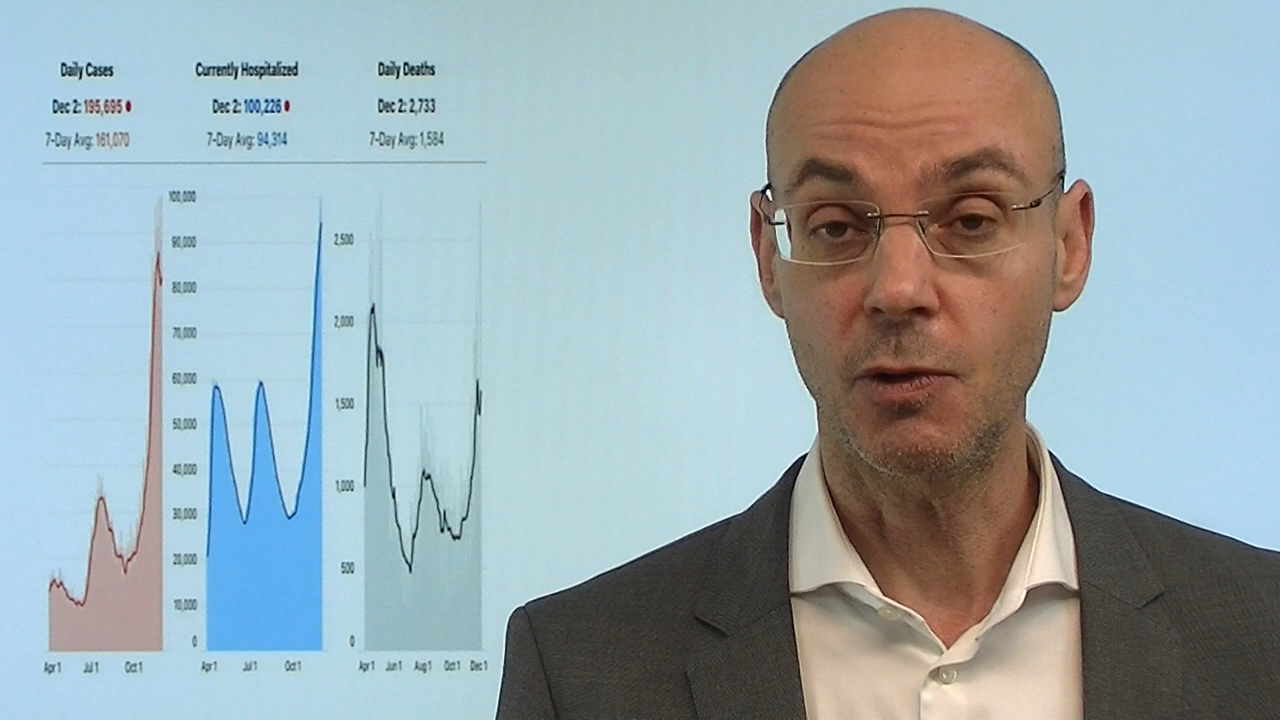 Daily Cases
Dec 2: 195,695
7-Day Avg: 161,070
Apr 1 Jul 1 Oct 1
Currently Hospitalized
Dec 2: 100,226
7-Day Avg: 94,314
100,000
90,000
80,000
70,000
60,000
50,000
40,000
30,000
20,000
10,000
0
Apr 1 Jul 1 Oct 1
Daily Deaths
Dec 2: 2,733
7-Day Avg: 1,584
2,500
2,000
1,500
1,000
500
0
Apr 1 Jun 1 Aug 1 Oct 1 Dec 1